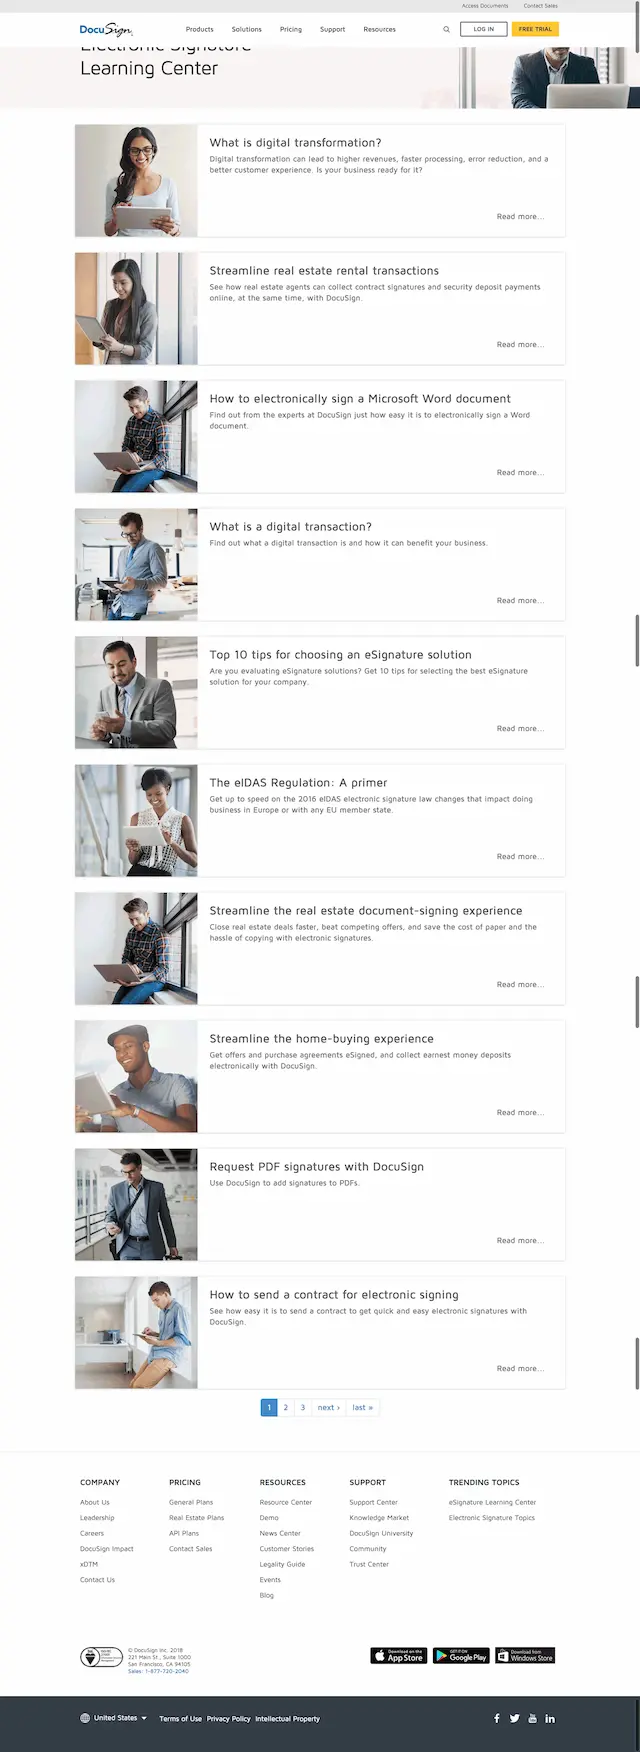 Access Documents Contact Sales
DocuSign Products Solutions Pricing Support Resources LOG IN FREE TRIAL
Electronic Signature
Learning Center
What is digital transformation?
Digital transformation can lead to higher revenues, faster processing, error reduction, and a
better customer experience. Is your business ready for it?
Read more...
Streamline real estate rental transactions
See how real estate agents can collect contract signatures and security deposit payments
online, at the same time, with DocuSign.
Read more...
How to electronically sign a Microsoft Word document
Find out from the experts at DocuSign just how easy it is to electronically sign a Word
document.
Read more...
What is a digital transaction?
Find out what a digital transaction is and how it can benefit your business.
Read more...
Top 10 tips for choosing an eSignature solution
Are you evaluating eSignature solutions? Get 10 tips for selecting the best eSignature
solution for your company.
Read more...
The eIDAS Regulation: A primer
Get up to speed on the 2016 eIDAS electronic signature law changes that impact doing
business in Europe or with any EU member state.
Read more...
Streamline the real estate document-signing experience
Close real estate deals faster, beat competing offers, and save the cost of paper and the
hassle of copying with electronic signatures.
Read more...
Streamline the home-buying experience
Get offers and purchase agreements eSigned, and collect earnest money deposits
electronically with DocuSign.
Read more...
Request PDF signatures with DocuSign
Use DocuSign to add signatures to PDFs.
Read more...
How to send a contract for electronic signing
See how easy it is to send a contract to get quick and easy electronic signatures with
DocuSign.
Read more...
1 2 3 next › last »
COMPANY
About Us
Leadership
Careers
DocuSign Impact
xDTM
Contact Us
PRICING
General Plans
Real Estate Plans
API Plans
Contact Sales
RESOURCES
Resource Center
Demo
News Center
Customer Stories
Legality Guide
Events
Blog
SUPPORT
Support Center
Knowledge Market
DocuSign University
Community
Trust Center
TRENDING TOPICS
eSignature Learning Center
Electronic Signature Topics
© DocuSign Inc. 2018
221 Main St., Suite 1000
San Francisco, CA 94105
Sales: 1-877-720-2040
Download on the
App Store
GET IT ON
Google Play
Download from
Windows Store
United States Terms of Use Privacy Policy Intellectual Property